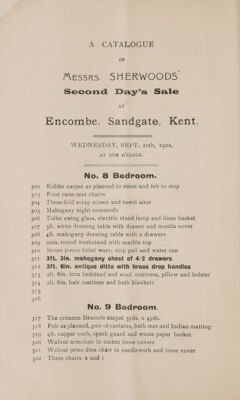 A CATALOGUE
OF
MESSRS. SHERWOODS'
Second Day's Sale
AT
Encombe. Sandgate, Kent.
WEDNESDAY, SEPT. 20th, 1922,
AT ONE O'CLOCK.
No. 8 Bedroom.
302 Kidder carpet as planned to room and felt to stop
303 Four cane-seat chairs
304 Three-fold wrap screen and towel airer
305 Mahogany night commode
306 Toilet swing glass, electric stand lamp and linen basket
307 3ft. white dressing table with drawer and muslin cover
308 4ft. mahogany dressing table with 2 drawers
309 oain. round washstand with marble top
310 Seven pieces toilet ware, slop pail and water can
311 3ft. 3in. mahogany chest of 4-2 drawers
312 3ft. 6in. antique ditto with brass drop handles
313 2ft. 6in. iron bedstead and wool mattress, pillow and bolster
314 2ft. 6in. hair mattress and both blankets
315
316
No. 9 Bedroom.
317 The crimson Brussels carpet 5yds. x 4yds.
318 Felt as planned, pair of curtains, bath mat and Indian matting
319 4ft. copper curb, spark guard and waste paper basket
320 Walnut armchair in cotton loose covers
321 Walnut pries dieu chair in needlework and loose cover
322 Three chairs, 2 and 1